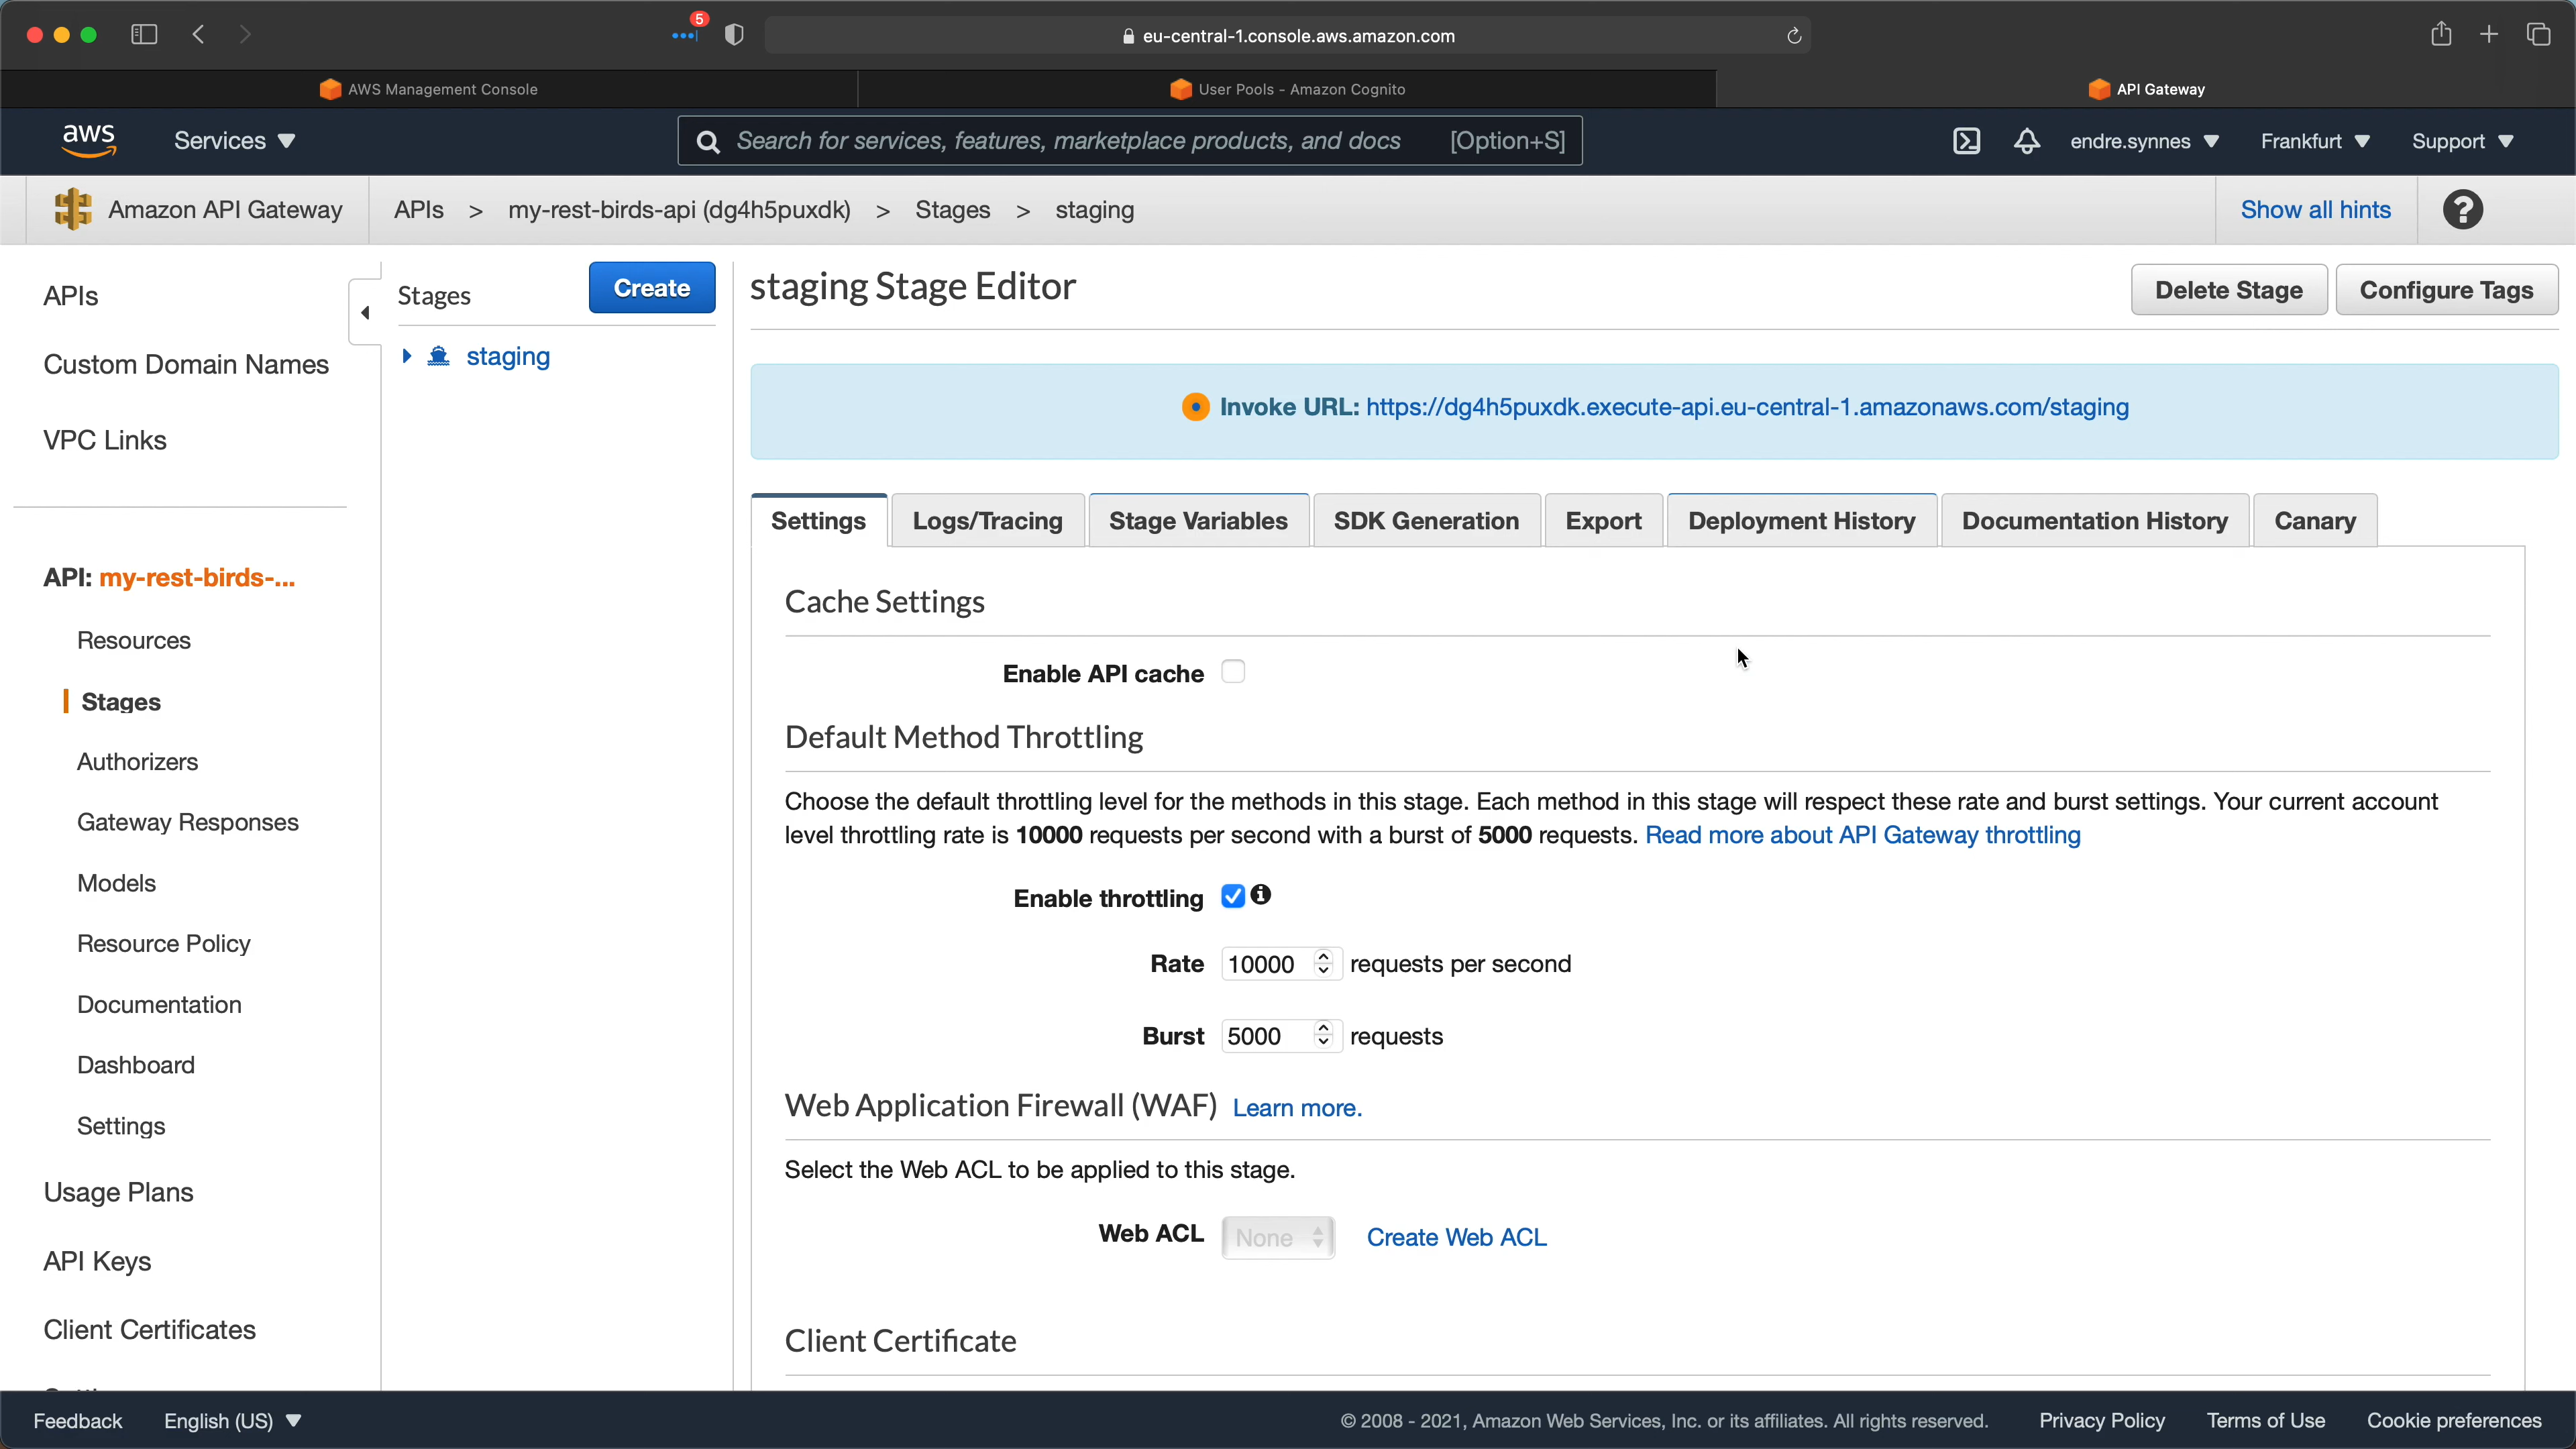 5
eu-central-1.console.aws.amazon.com
AWS Management Console
User Pools - Amazon Cognito
API Gateway
aws
Services
Search for services, features, marketplace products, and docs [Option+S]
endre.synnes
Frankfurt
Support
Amazon API Gateway
APIs > my-rest-birds-api (dg4h5puxdk) > Stages > staging
Show all hints
?
APIs
Custom Domain Names
VPC Links
API: my-rest-birds-...
Resources
Stages
Authorizers
Gateway Responses
Models
Resource Policy
Documentation
Dashboard
Settings
Usage Plans
API Keys
Client Certificates
Stages
Create
staging
staging Stage Editor
Delete Stage
Configure Tags
Invoke URL: https://dg4h5puxdk.execute-api.eu-central-1.amazonaws.com/staging
Settings
Logs/Tracing
Stage Variables
SDK Generation
Export
Deployment History
Documentation History
Canary
Cache Settings
Enable API cache
Default Method Throttling
Choose the default throttling level for the methods in this stage. Each method in this stage will respect these rate and burst settings. Your current account
level throttling rate is 10000 requests per second with a burst of 5000 requests. Read more about API Gateway throttling
Enable throttling
Rate 10000 requests per second
Burst 5000 requests
Web Application Firewall (WAF) Learn more.
Select the Web ACL to be applied to this stage.
Web ACL None Create Web ACL
Client Certificate
Feedback
English (US)
© 2008 - 2021, Amazon Web Services, Inc. or its affiliates. All rights reserved.
Privacy Policy
Terms of Use
Cookie preferences